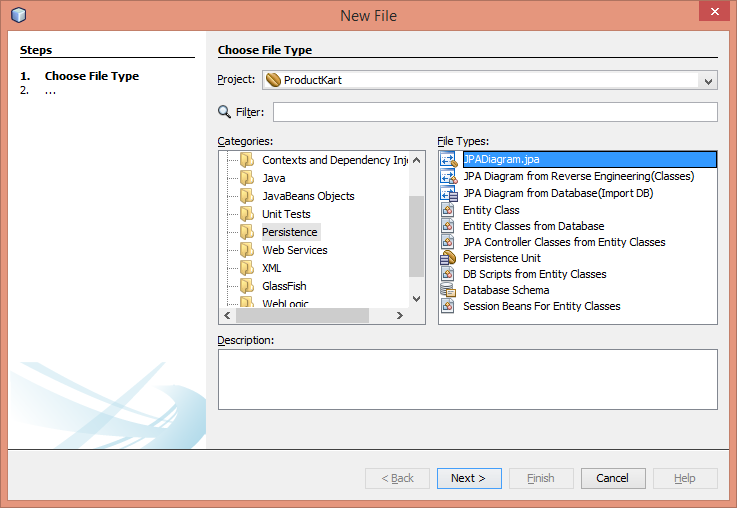 New File
Steps
1. Choose File Type
2. ...
Choose File Type
Project: ProductKart
Filter:
Categories:
Contexts and Dependency Inje
Java
JavaBeans Objects
Unit Tests
Persistence
Web Services
XML
GlassFish
WebLogic
File Types:
JPADiagram.jpa
JPA Diagram from Reverse Engineering(Classes)
JPA Diagram from Database(Import DB)
Entity Class
Entity Classes from Database
JPA Controller Classes from Entity Classes
Persistence Unit
DB Scripts from Entity Classes
Database Schema
Session Beans For Entity Classes
Description:
< Back
Next >
Finish
Cancel
Help